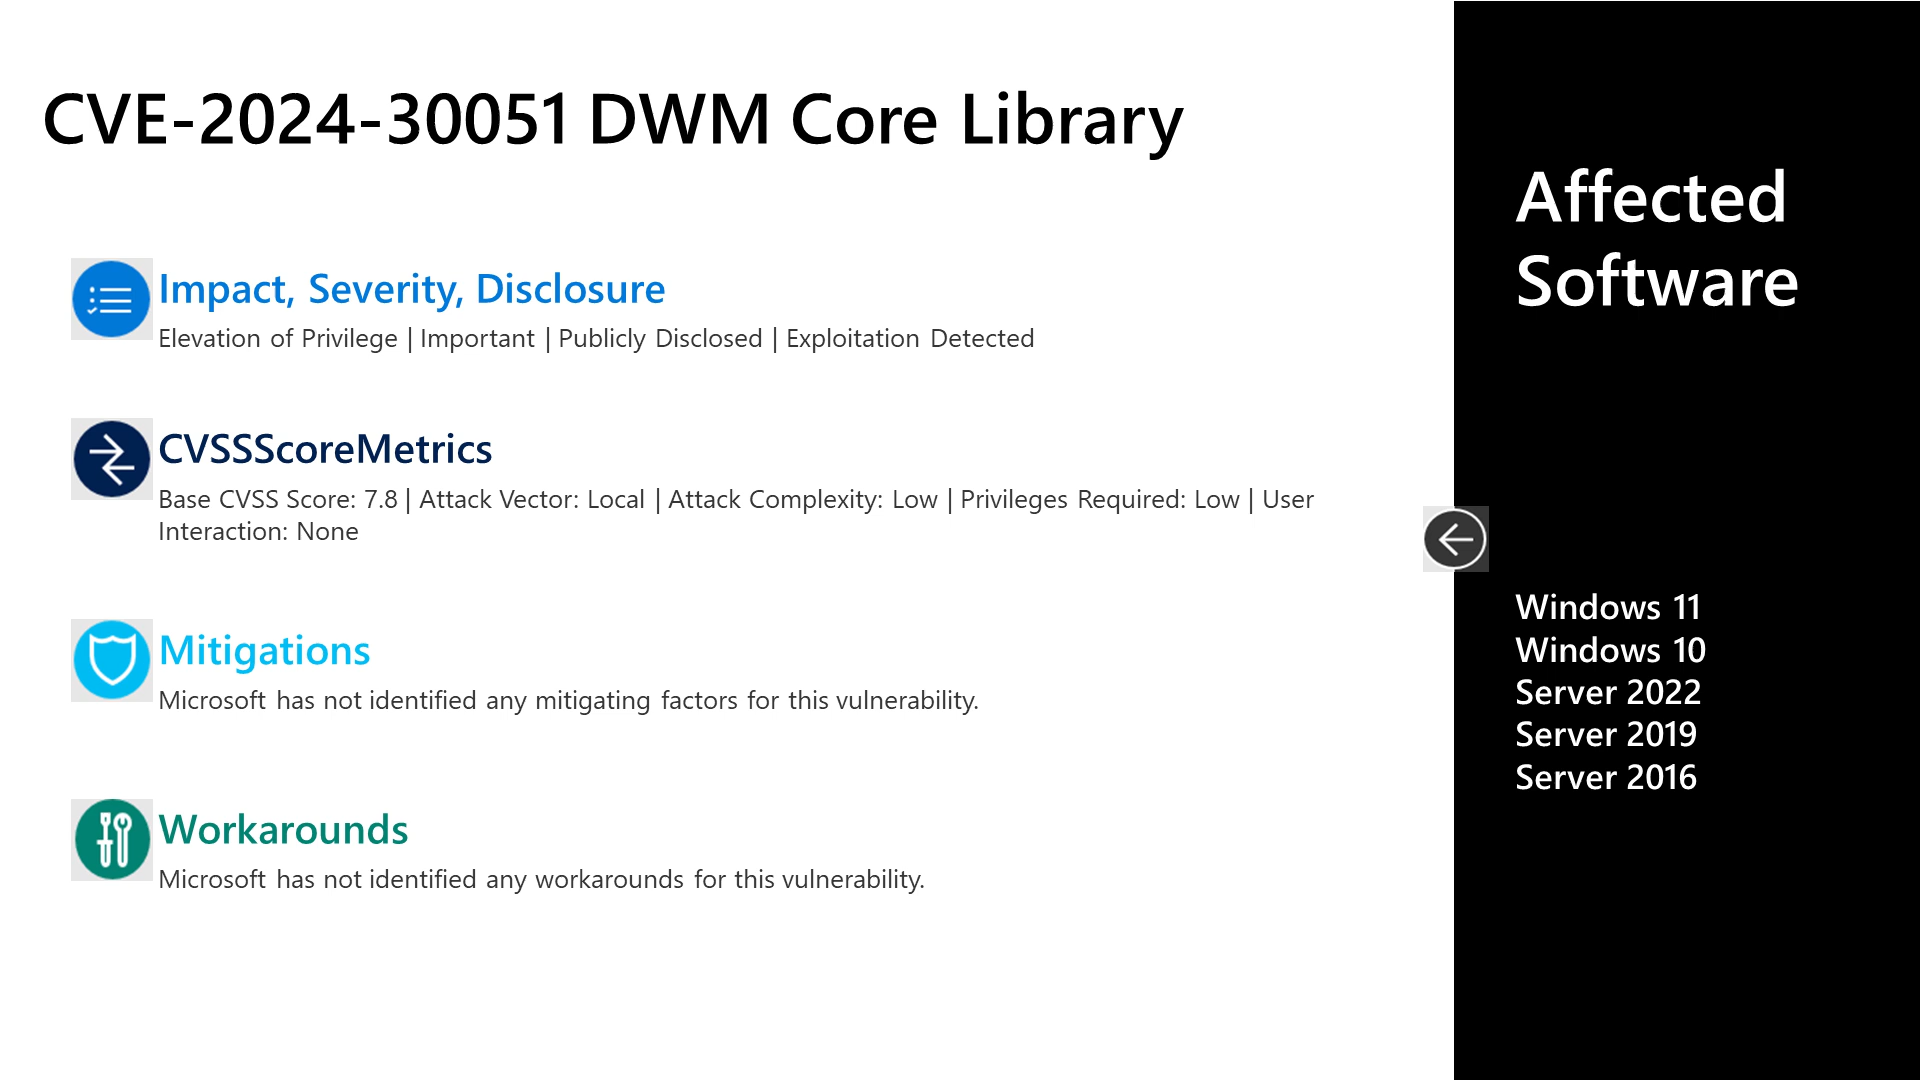 CVE-2024-30051 DWM Core Library
Impact, Severity, Disclosure
Elevation of Privilege | Important | Publicly Disclosed | Exploitation Detected
CVSSScoreMetrics
Base CVSS Score: 7.8 | Attack Vector: Local | Attack Complexity: Low | Privileges Required: Low | User
Interaction: None
Mitigations
Microsoft has not identified any mitigating factors for this vulnerability.
Workarounds
Microsoft has not identified any workarounds for this vulnerability.
Affected
Software
Windows 11
Windows 10
Server 2022
Server 2019
Server 2016